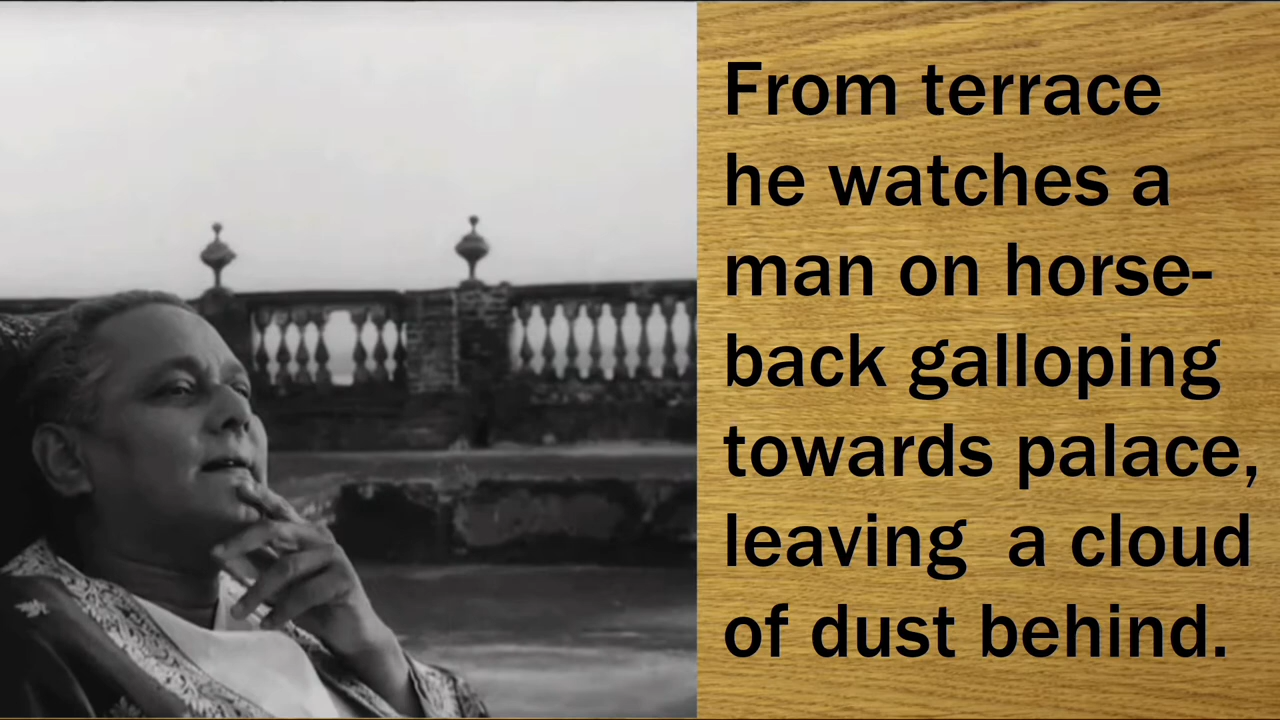 From terrace
he watches a
man on horse-
back galloping
towards palace,
leaving  a cloud
of dust behind.